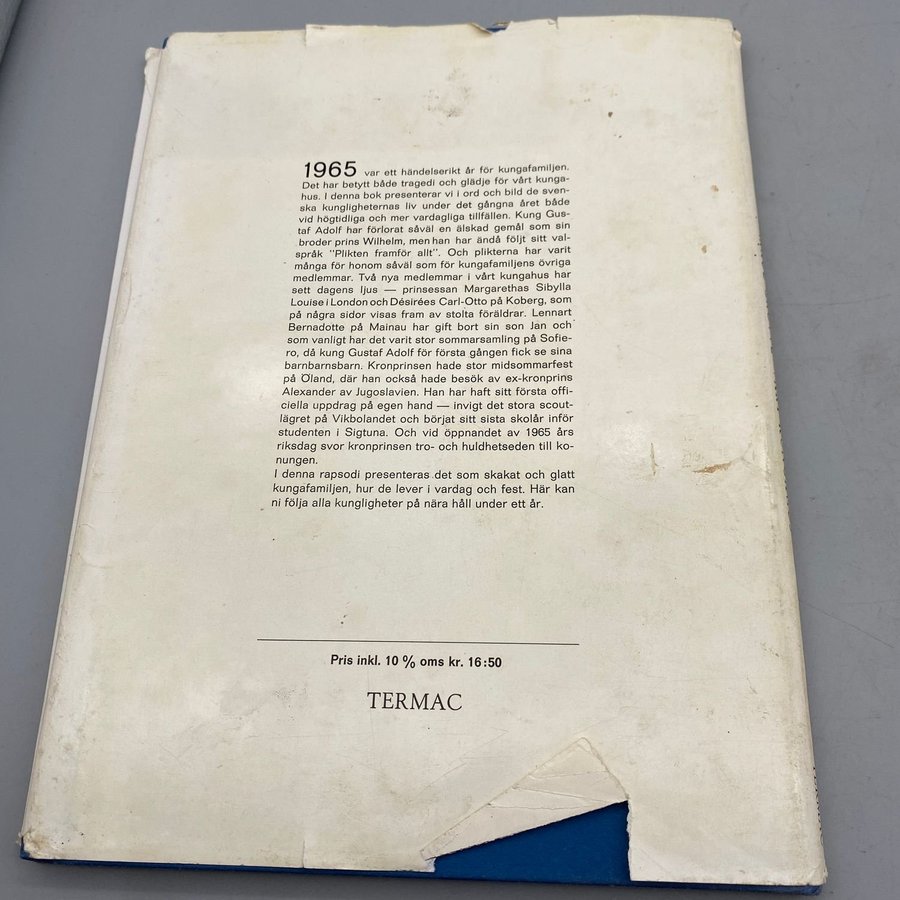 1965 var ett händelserikt år för kungafamiljen.
Det har betytt både tragedi och glädje för vårt kunga-
hus. I denna bok presenterar vi i ord och bild de sven-
ska kungligheternas liv under det gångna året både
vid högtidliga och mer vardagliga tillfällen. Kung Gus-
taf Adolf har förlorat såväl en älskad gemål som sin
broder prins Wilhelm, men han har ändå följt sitt val-
språk "Plikten framför allt". Och plikterna har varit
många för honom såväl som för kungafamiljens övriga
medlemmar. Två nya medlemmar i vårt kungahus har
sett dagens ljus — prinsessan Margarethas Sibylla
Louise i London och Désirées Carl-Otto på Koberg, som
på några sidor visas fram av stolta föräldrar. Lennart
Bernadotte på Mainau har gift bort sin son Jan och
som vanligt har det varit stor sommarsamling på Sofie-
ro, då kung Gustaf Adolf för första gången fick se sina
barnbarnsbarn. Kronprinsen hade stor midsommarfest
på Öland, där han också hade besök av ex-kronprins
Alexander av Jugoslavien. Han har haft sitt första offi-
ciella uppdrag på egen hand — invigt det stora scout-
lägret på Vikbolandet och börjat sitt sista skolår inför
studenten i Sigtuna. Och vid öppnandet av 1965 års
riksdag svor kronprinsen tro- och huldhetseden till ko-
nungen.
I denna rapsodi presenteras det som skakat och glatt
kungafamiljen, hur de lever i vardag och fest. Här kan
ni följa alla kungligheter på nära håll under ett år.
Pris inkl. 10 % oms kr. 16:50
TERMAC